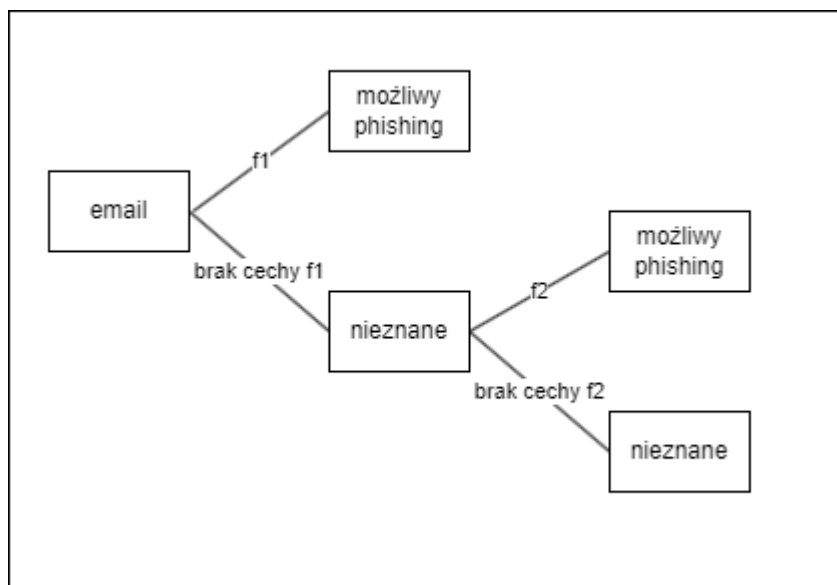 możliwy
phishing
f1
email
brak cechy f1
nieznane
możliwy
phishing
f2
brak cechy f2
nieznane